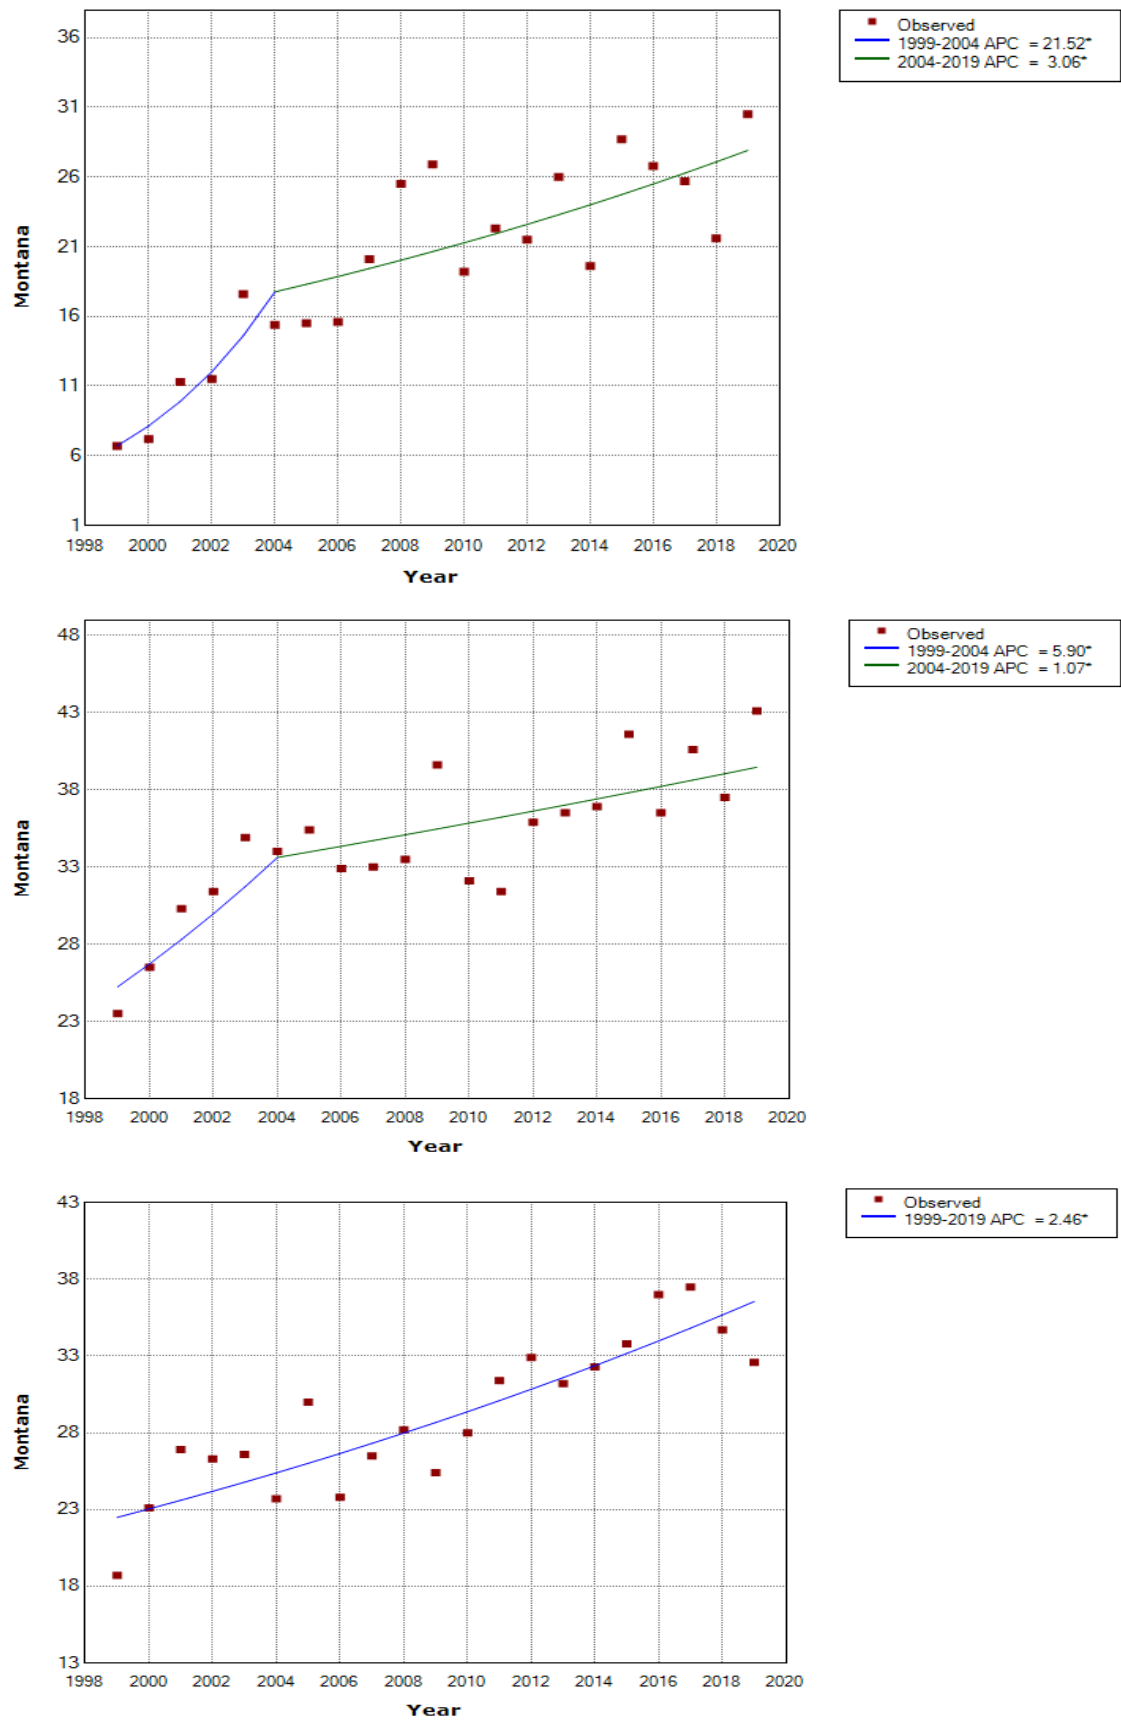 Observed
1999-2004 APC = 21.52*
2004-2019 APC = 3.06*
36
31
26
21
16
11
6
1
Montana
1998 2000 2002 2004 2006 2008 2010 2012 2014 2016 2018 2020
Year
Observed
1999-2004 APC = 5.90*
2004-2019 APC = 1.07*
48
43
38
33
28
23
18
Montana
1998 2000 2002 2004 2006 2008 2010 2012 2014 2016 2018 2020
Year
Observed
1999-2019 APC = 2.46*
43
38
33
28
23
18
13
Montana
1998 2000 2002 2004 2006 2008 2010 2012 2014 2016 2018 2020
Year